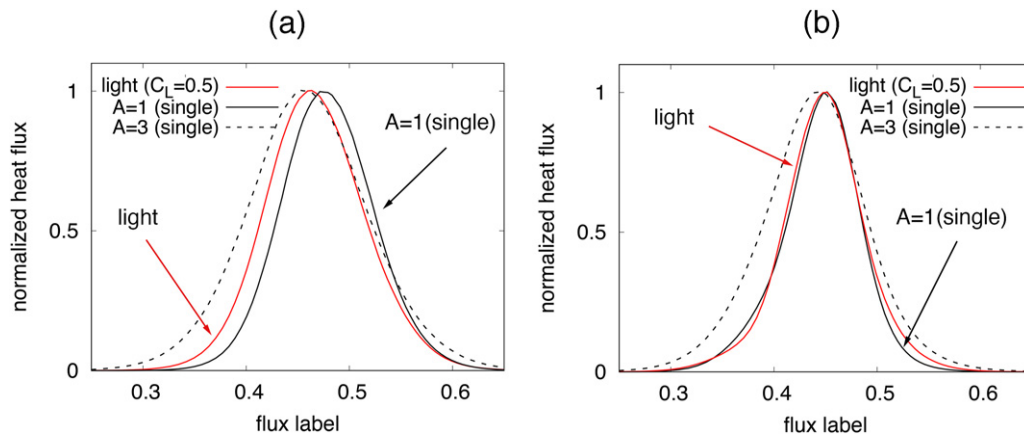 (a)
normalized heat flux
1
0.5
0
light (C_L=0.5)
A=1 (single)
A=3 (single)
A=1(single)
light
0.3
0.4
0.5
0.6
flux label
(b)
normalized heat flux
1
0.5
0
light (C_L=0.5)
A=1 (single)
A=3 (single)
light
A=1(single)
0.3
0.4
0.5
0.6
flux label